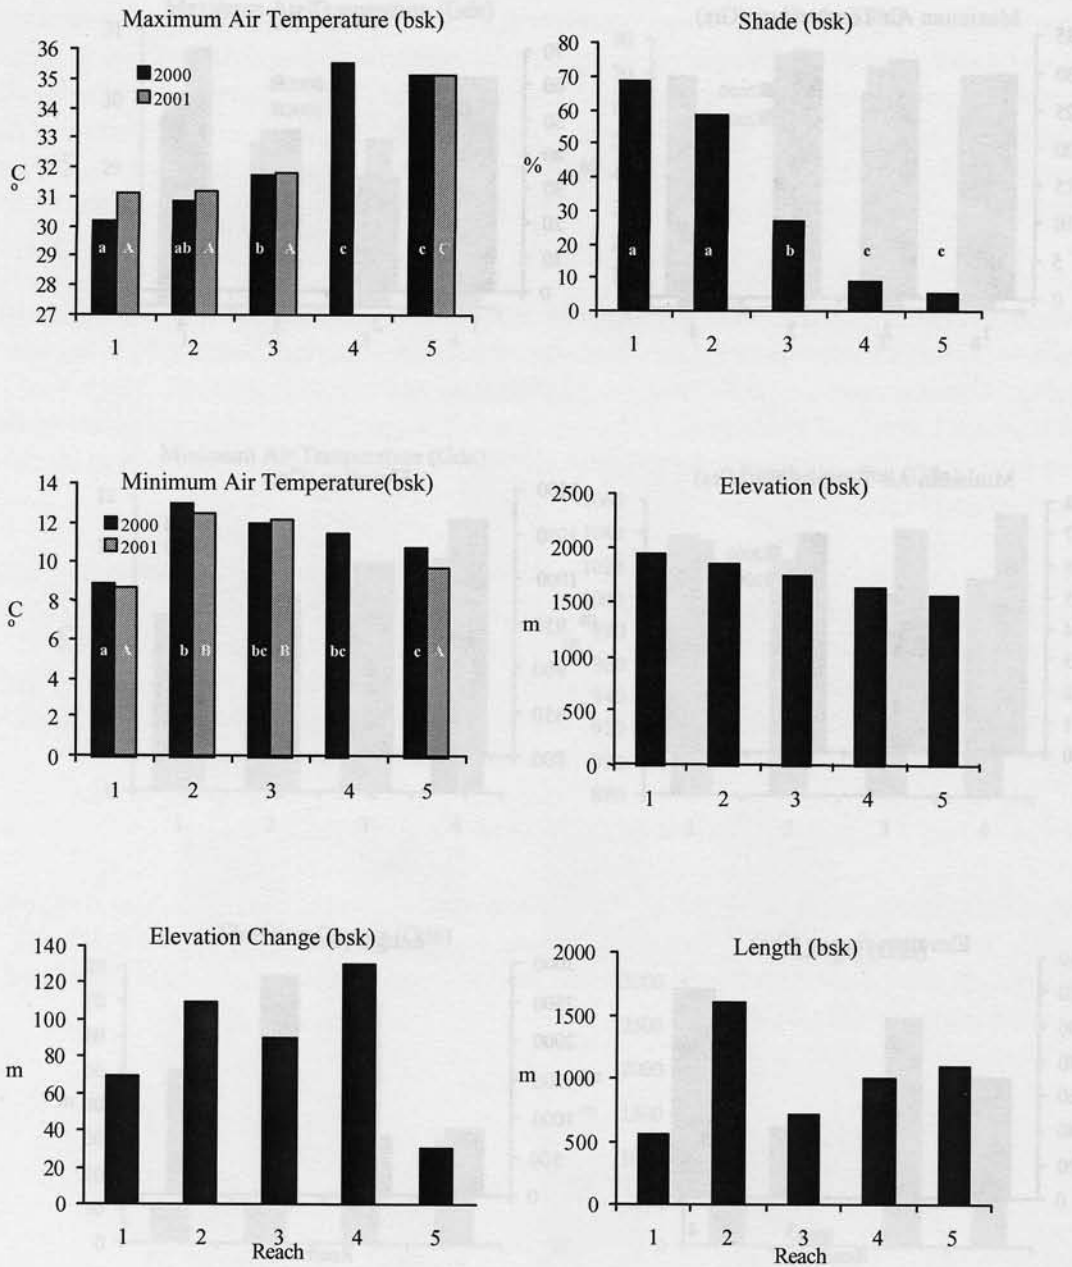 Maximum Air Temperature (bsk)
36
35
34
33
32
31
30
29
28
27
°C
2000
2001
a A ab A b A c c C
1 2 3 4 5
Shade (bsk)
80
70
60
50
40
30
20
10
0
%
a a b c c
1 2 3 4 5
Minimum Air Temperature(bsk)
14
12
10
8
6
4
2
0
°C
2000
2001
a A b B bc B bc c A
1 2 3 4 5
Elevation (bsk)
2500
2000
1500
1000
500
0
m
1 2 3 4 5
Elevation Change (bsk)
140
120
100
80
60
40
20
0
m
1 2 3 4 5
Reach
Length (bsk)
2000
1500
1000
500
0
m
1 2 3 4 5
Reach